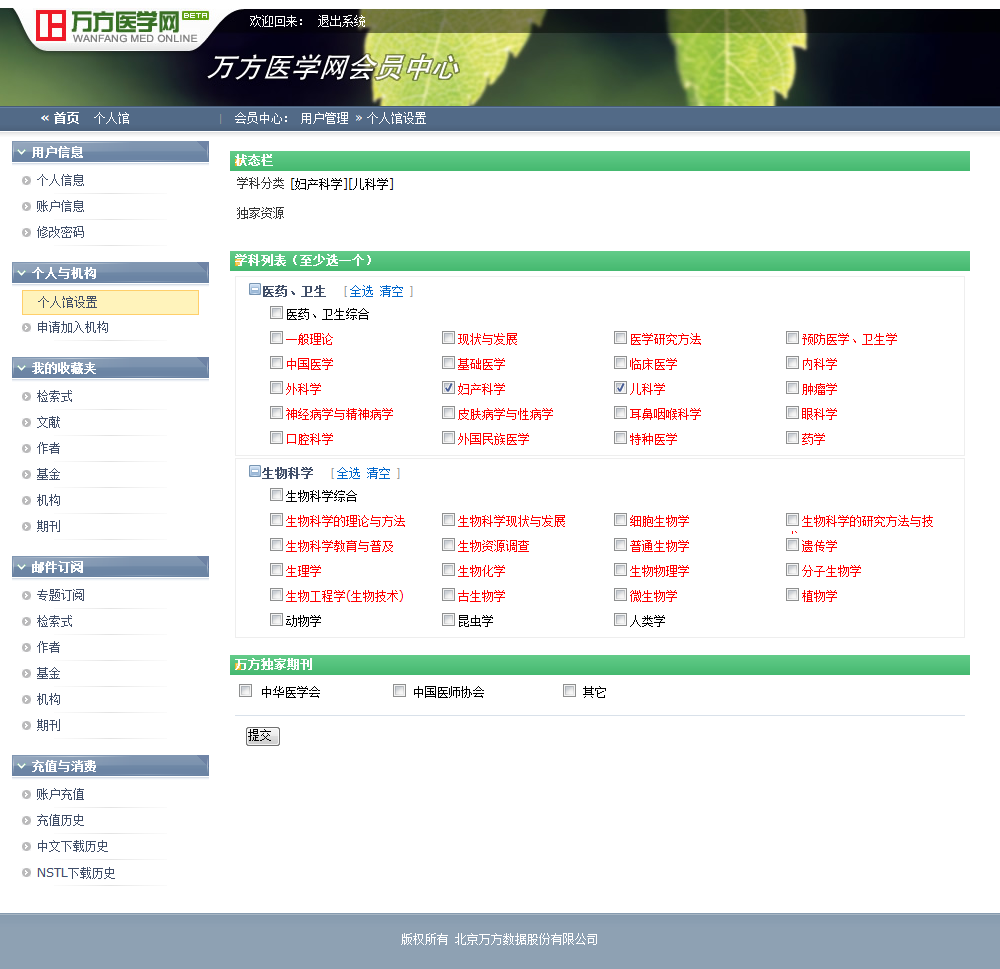 万方医学网 BETA
WANFANG MED ONLINE
欢迎回来: 退出系统
万方医学网会员中心
« 首页 个人馆 | 会员中心: 用户管理 » 个人馆设置
用户信息
个人信息
账户信息
修改密码
个人与机构
个人馆设置
申请加入机构
我的收藏夹
检索式
文献
作者
基金
机构
期刊
邮件订阅
专题订阅
检索式
作者
基金
机构
期刊
充值与消费
账户充值
充值历史
中文下载历史
NSTL下载历史
状态栏
学科分类 [妇产科学][儿科学]
独家资源
学科列表（至少选一个）
医药、卫生 [全选 清空 ]
医药、卫生综合
一般理论 现状与发展 医学研究方法 预防医学、卫生学
中国医学 基础医学 临床医学 内科学
外科学 妇产科学 儿科学 肿瘤学
神经病学与精神病学 皮肤病学与性病学 耳鼻咽喉科学 眼科学
口腔科学 外国民族医学 特种医学 药学
生物科学 [全选 清空 ]
生物科学综合
生物科学的理论与方法 生物科学现状与发展 细胞生物学 生物科学的研究方法与技
生物科学教育与普及 生物资源调查 普通生物学 遗传学
生理学 生物化学 生物物理学 分子生物学
生物工程学(生物技术) 古生物学 微生物学 植物学
动物学 昆虫学 人类学
万方独家期刊
中华医学会 中国医师协会 其它
提交
版权所有 北京万方数据股份有限公司